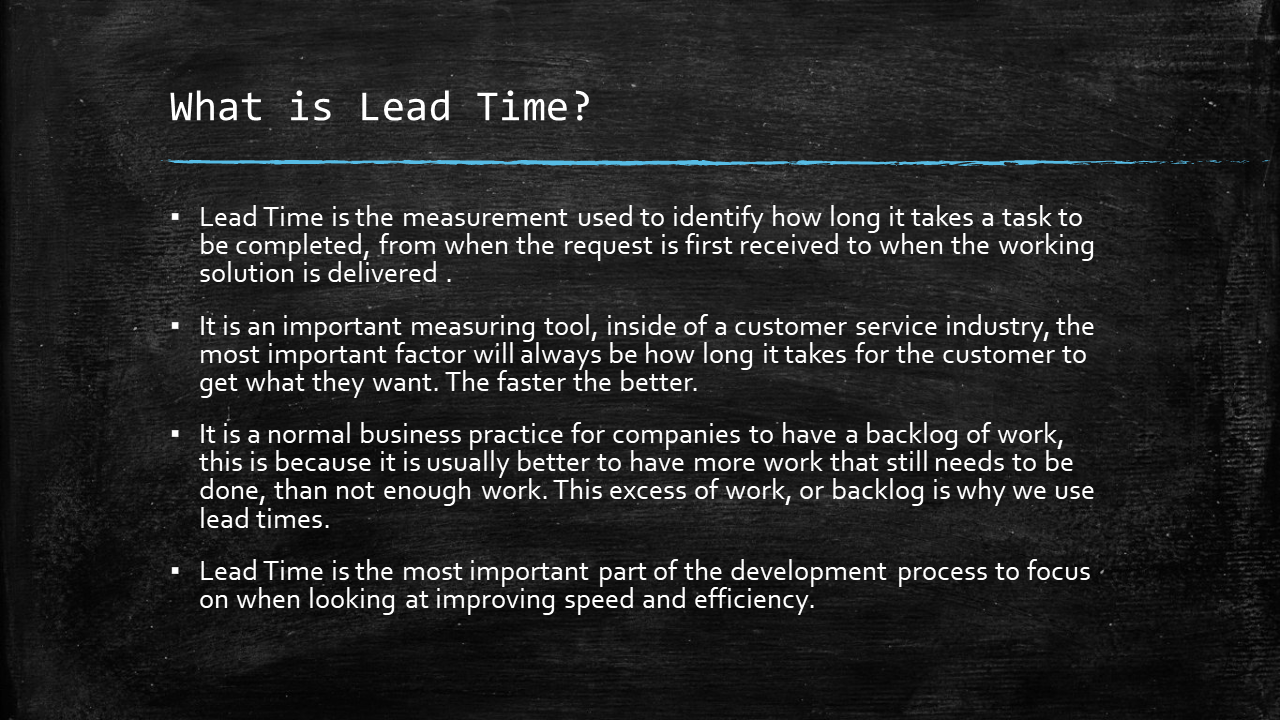 What is Lead Time?
▪ Lead Time is the measurement used to identify how long it takes a task to
be completed, from when the request is first received to when the working
solution is delivered .
▪ It is an important measuring tool, inside of a customer service industry, the
most important factor will always be how long it takes for the customer to
get what they want. The faster the better.
▪ It is a normal business practice for companies to have a backlog of work,
this is because it is usually better to have more work that still needs to be
done, than not enough work. This excess of work, or backlog is why we use
lead times.
▪ Lead Time is the most important part of the development process to focus
on when looking at improving speed and efficiency.